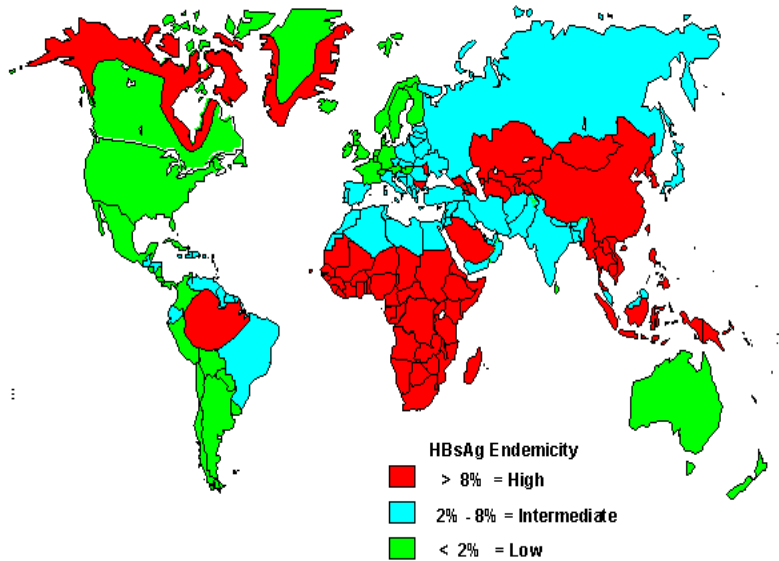 HBsAg Endemicity
> 8% = High
2% - 8% = Intermediate
< 2% = Low